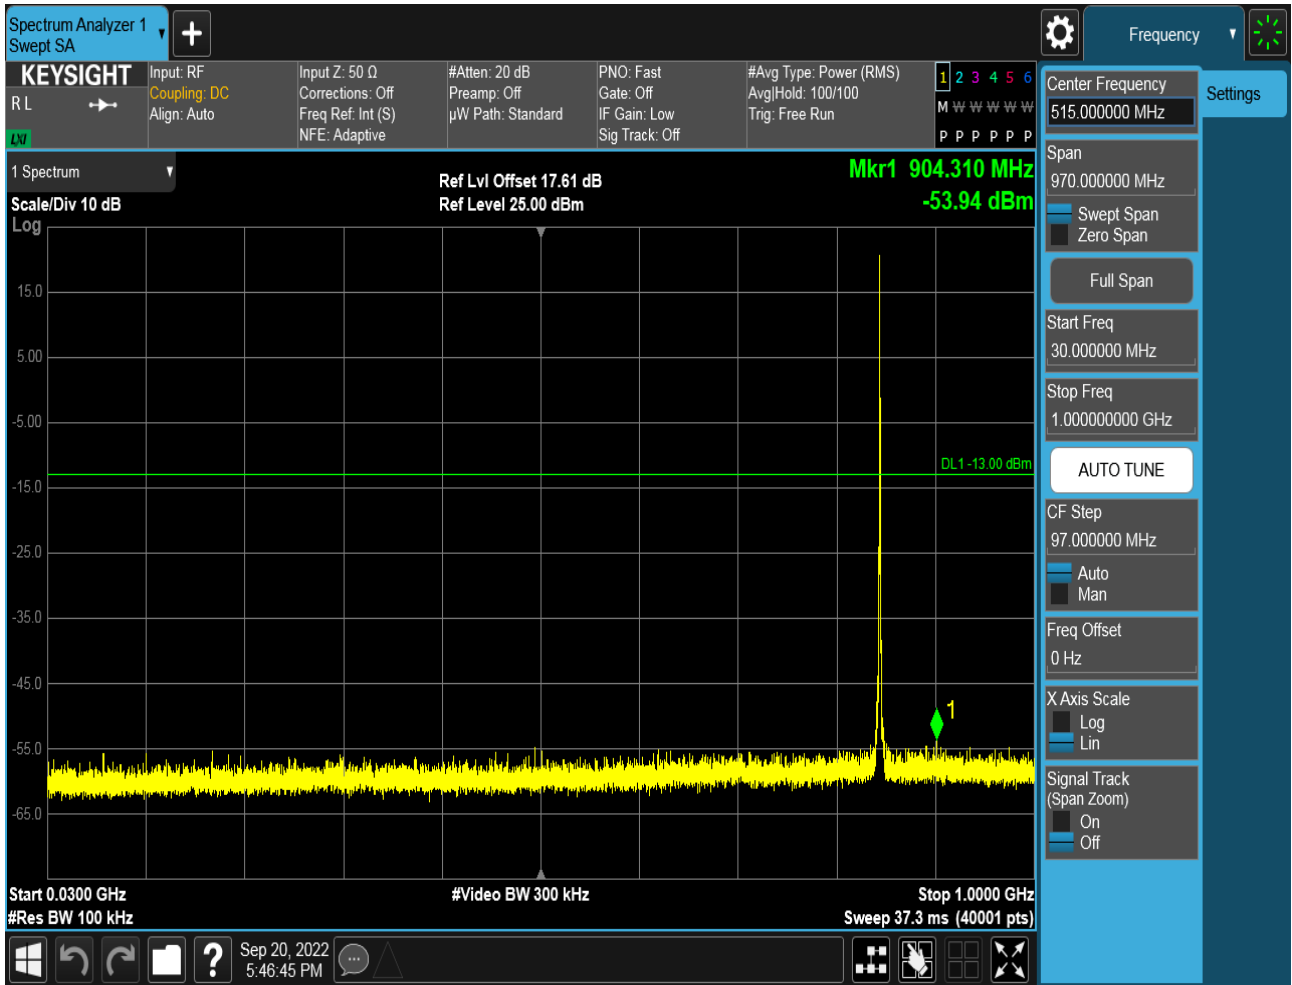 Spectrum Analyzer 1
Swept SA
Frequency
KEYSIGHT
R L
LXI
Input: RF
Coupling: DC
Align: Auto
Input Z: 50 Ω
Corrections: Off
Freq Ref: Int (S)
NFE: Adaptive
#Atten: 20 dB
Preamp: Off
µW Path: Standard
PNO: Fast
Gate: Off
IF Gain: Low
Sig Track: Off
#Avg Type: Power (RMS)
Avg|Hold: 100/100
Trig: Free Run
1 2 3 4 5 6
M W W W W W
P P P P P P
1 Spectrum
Scale/Div 10 dB
Log
Ref Lvl Offset 17.61 dB
Ref Level 25.00 dBm
Mkr1 904.310 MHz
-53.94 dBm
15.0
5.00
-5.00
-15.0
-25.0
-35.0
-45.0
-55.0
-65.0
DL1 -13.00 dBm
1
Start 0.0300 GHz
#Res BW 100 kHz
#Video BW 300 kHz
Stop 1.0000 GHz
Sweep 37.3 ms (40001 pts)
Center Frequency
515.000000 MHz
Settings
Span
970.000000 MHz
Swept Span
Zero Span
Full Span
Start Freq
30.000000 MHz
Stop Freq
1.000000000 GHz
AUTO TUNE
CF Step
97.000000 MHz
Auto
Man
Freq Offset
0 Hz
X Axis Scale
Log
Lin
Signal Track
(Span Zoom)
On
Off
?
Sep 20, 2022
5:46:45 PM